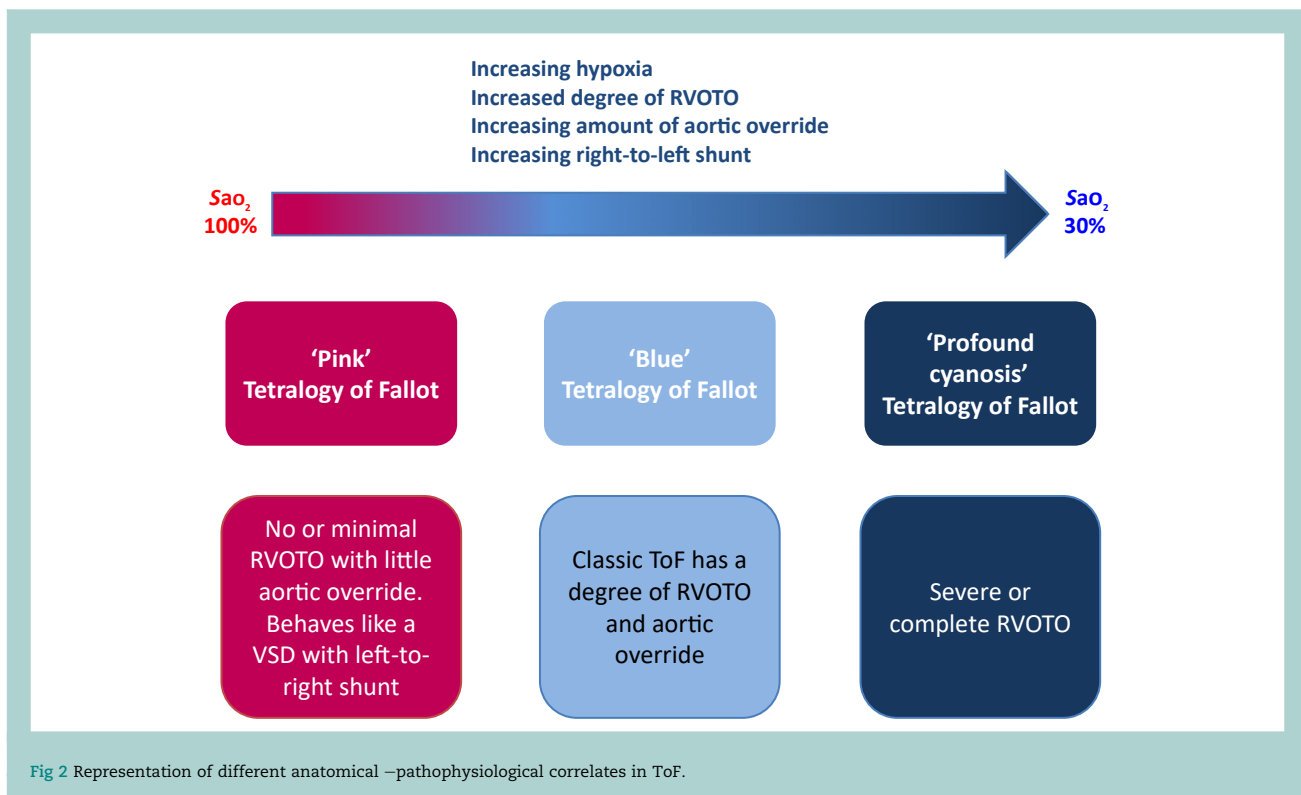 Increasing hypoxia
Increased degree of RVOTO
Increasing amount of aortic override
Increasing right-to-left shunt
Sao₂
100%
Sao₂
30%
‘Pink’
Tetralogy of Fallot
‘Blue’
Tetralogy of Fallot
‘Profound
cyanosis’
Tetralogy of Fallot
No or minimal
RVOTO with little
aortic override.
Behaves like a
VSD with left-to-
right shunt
Classic ToF has a
degree of RVOTO
and aortic
override
Severe or
complete RVOTO
Fig 2 Representation of different anatomical −pathophysiological correlates in ToF.